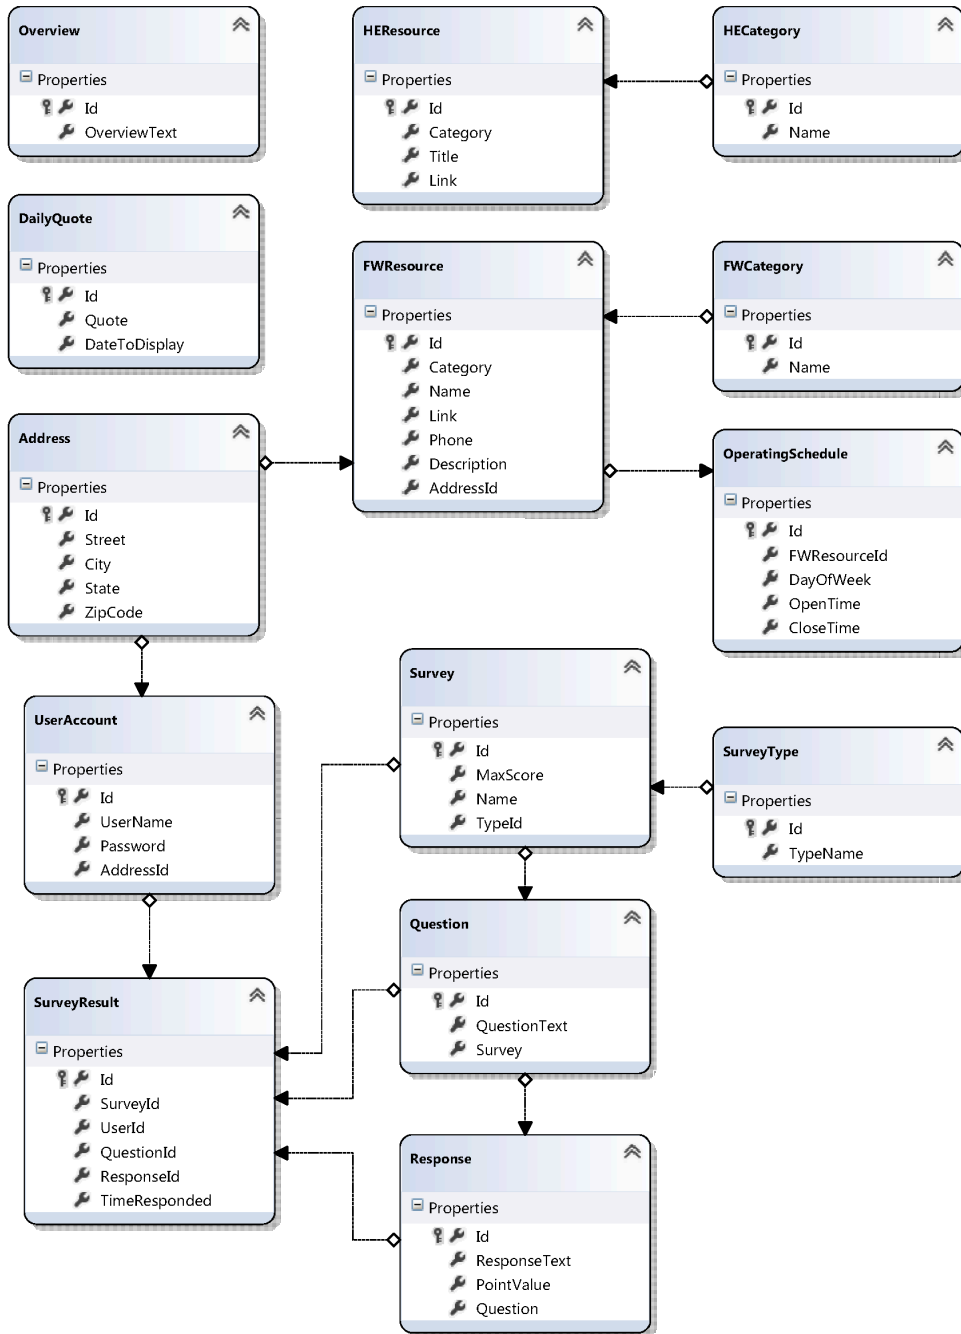 Overview
Properties
Id
OverviewText
HEResource
Properties
Id
Category
Title
Link
HECategory
Properties
Id
Name
DailyQuote
Properties
Id
Quote
DateToDisplay
FWResource
Properties
Id
Category
Name
Link
Phone
Description
AddressId
FWCategory
Properties
Id
Name
Address
Properties
Id
Street
City
State
ZipCode
OperatingSchedule
Properties
Id
FWResourceId
DayOfWeek
OpenTime
CloseTime
UserAccount
Properties
Id
UserName
Password
AddressId
Survey
Properties
Id
MaxScore
Name
TypeId
SurveyType
Properties
Id
TypeName
Question
Properties
Id
QuestionText
Survey
SurveyResult
Properties
Id
SurveyId
UserId
QuestionId
ResponseId
TimeResponded
Response
Properties
Id
ResponseText
PointValue
Question